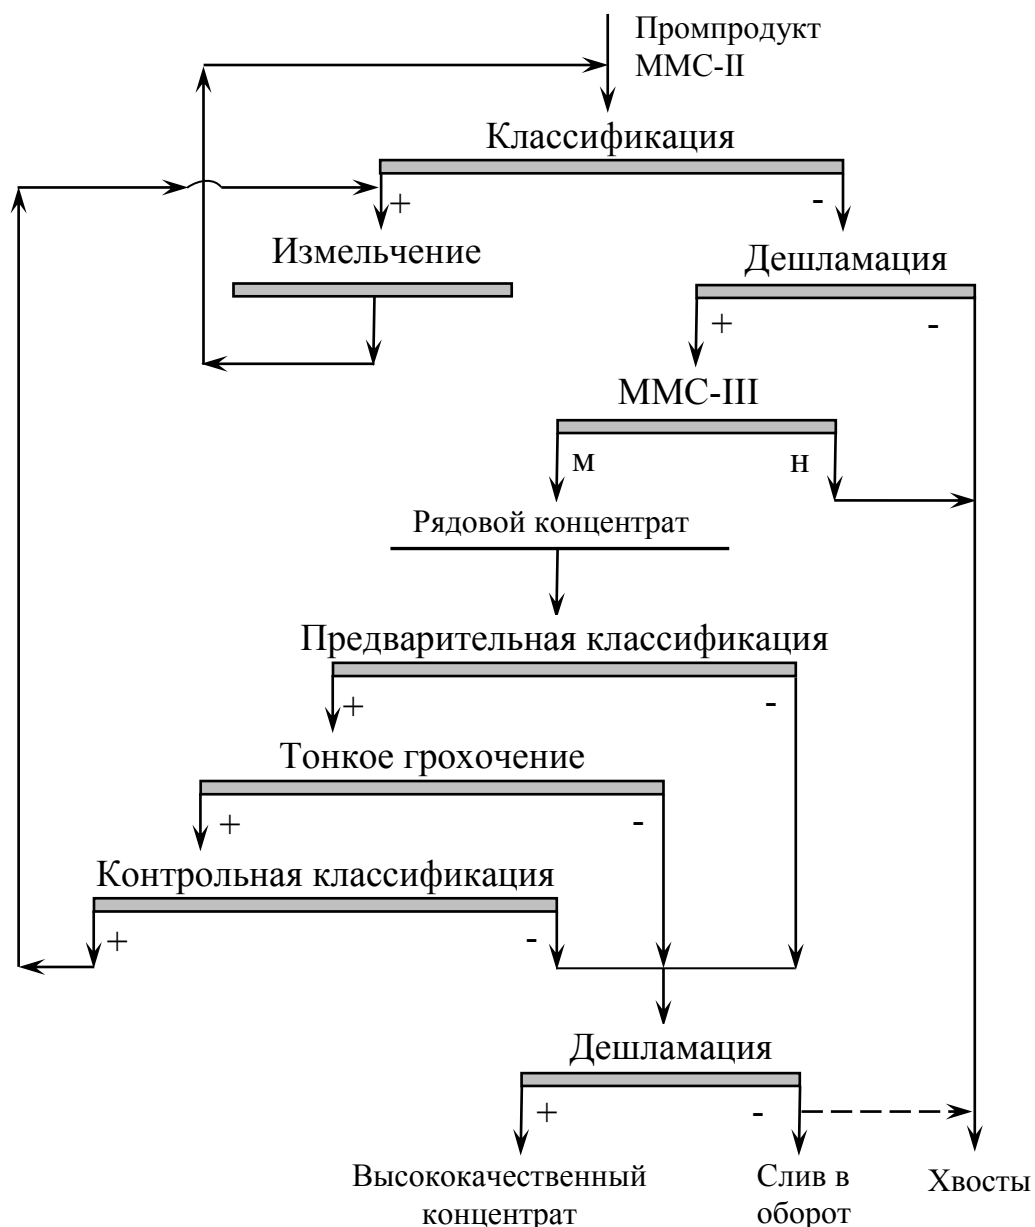 Промпродукт
ММС-II
Классификация
+
-
Измельчение
Дешламация
+
-
ММС-III
м
н
Рядовой концентрат
Предварительная классификация
+
-
Тонкое грохочение
+
-
Контрольная классификация
+
-
Дешламация
+
-
Высококачественный
концентрат
Слив в
оборот
Хвосты